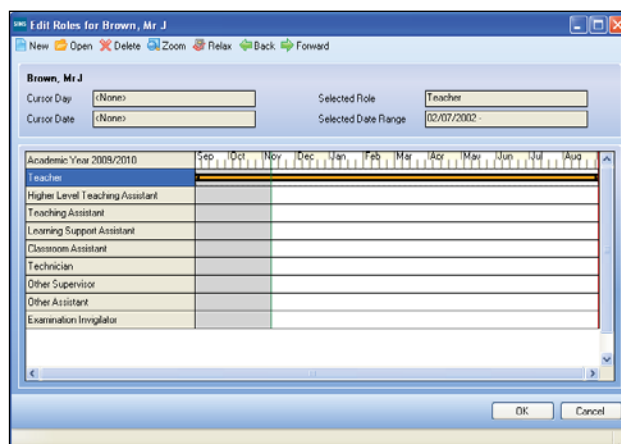 SIMS Edit Roles for Brown, Mr J
New Open Delete Zoom Relax Back Forward
Brown, Mr J
Cursor Day <None> Selected Role Teacher
Cursor Date <None> Selected Date Range 02/07/2002 -
Academic Year 2009/2010 Sep Oct Nov Dec Jan Feb Mar Apr May Jun Jul Aug
Teacher
Higher Level Teaching Assistant
Teaching Assistant
Learning Support Assistant
Classroom Assistant
Technician
Other Supervisor
Other Assistant
Examination Invigilator
OK Cancel